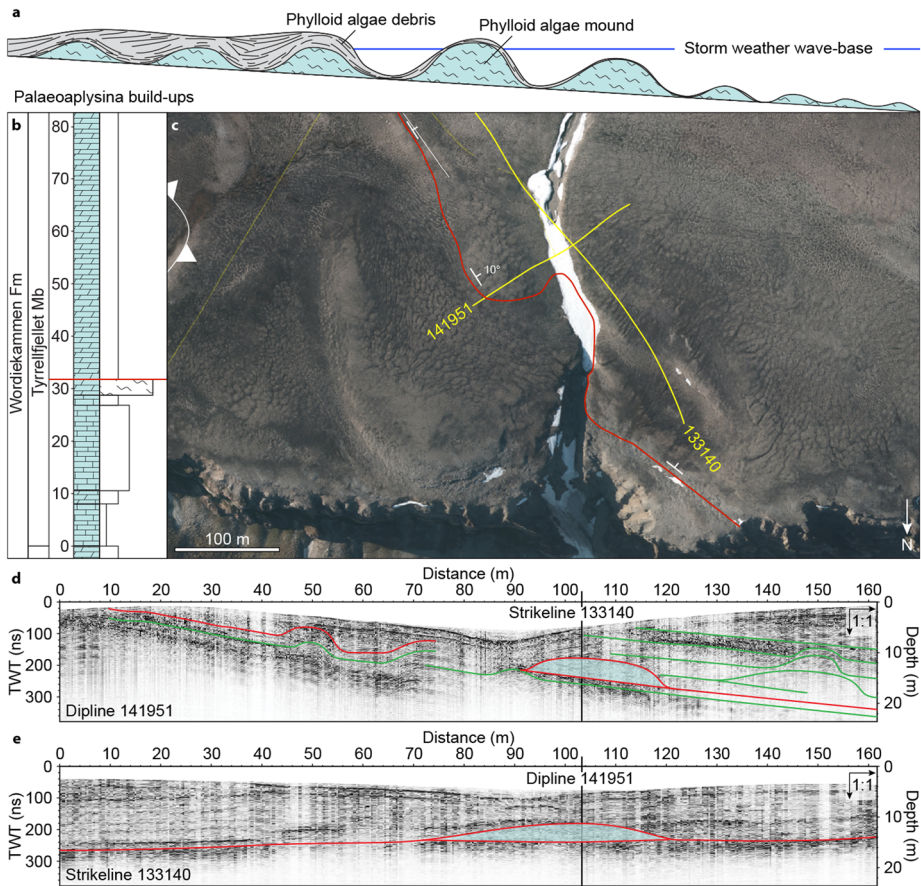 a
Phylloid algae debris
Phylloid algae mound
Storm weather wave-base
Palaeoaplysina build-ups
b
c
80
70
60
50
40
30
20
10
0
Wordiekammen Fm
Tyrrellfjellet Mb
10°
141951
133140
100 m
N
Distance (m)
d
0 10 20 30 40 50 60 70 80 90 100 110 120 130 140 150 160
Strikeline 133140
1:1
0
100
200
300
TWT (ns)
0
10
20
Depth (m)
Dipline 141951
Distance (m)
e
0 10 20 30 40 50 60 70 80 90 100 110 120 130 140 150 160
Dipline 141951
1:1
0
100
200
300
TWT (ns)
0
10
20
Depth (m)
Strikeline 133140